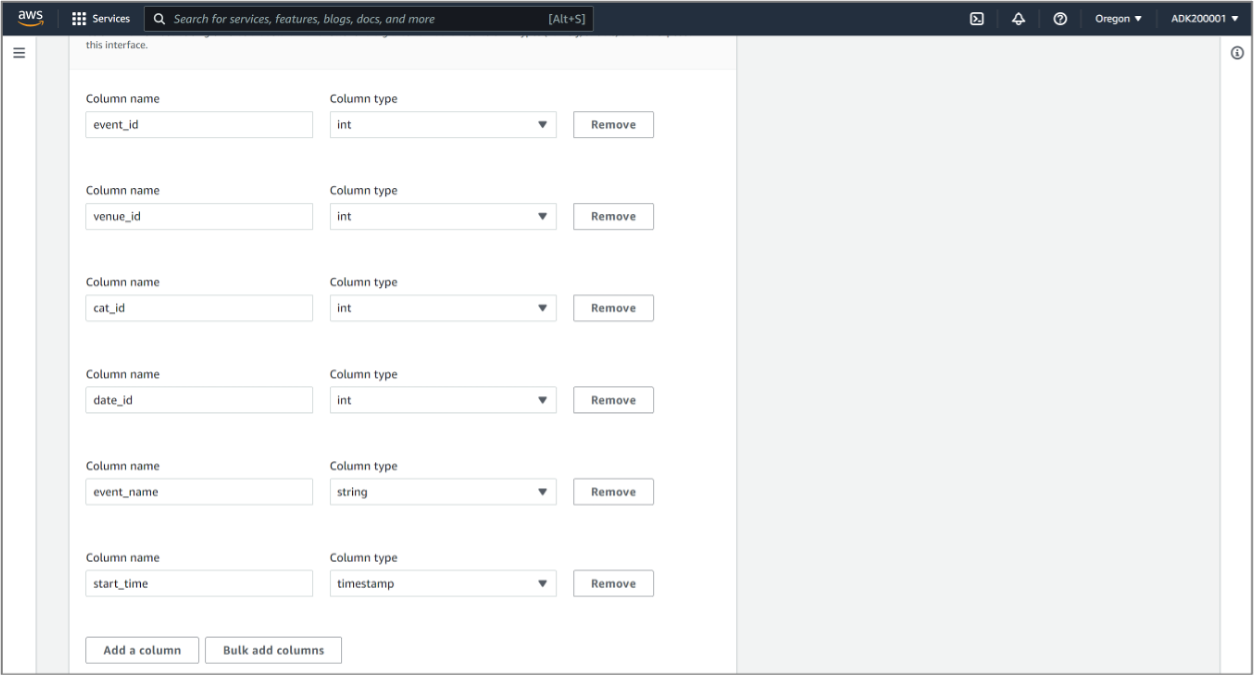 aws
Services
Search for services, features, blogs, docs, and more
[Alt+S]
Oregon
ADK200001
this interface.
Column name
Column type
event_id
int
Remove
Column name
Column type
venue_id
int
Remove
Column name
Column type
cat_id
int
Remove
Column name
Column type
date_id
int
Remove
Column name
Column type
event_name
string
Remove
Column name
Column type
start_time
timestamp
Remove
Add a column
Bulk add columns